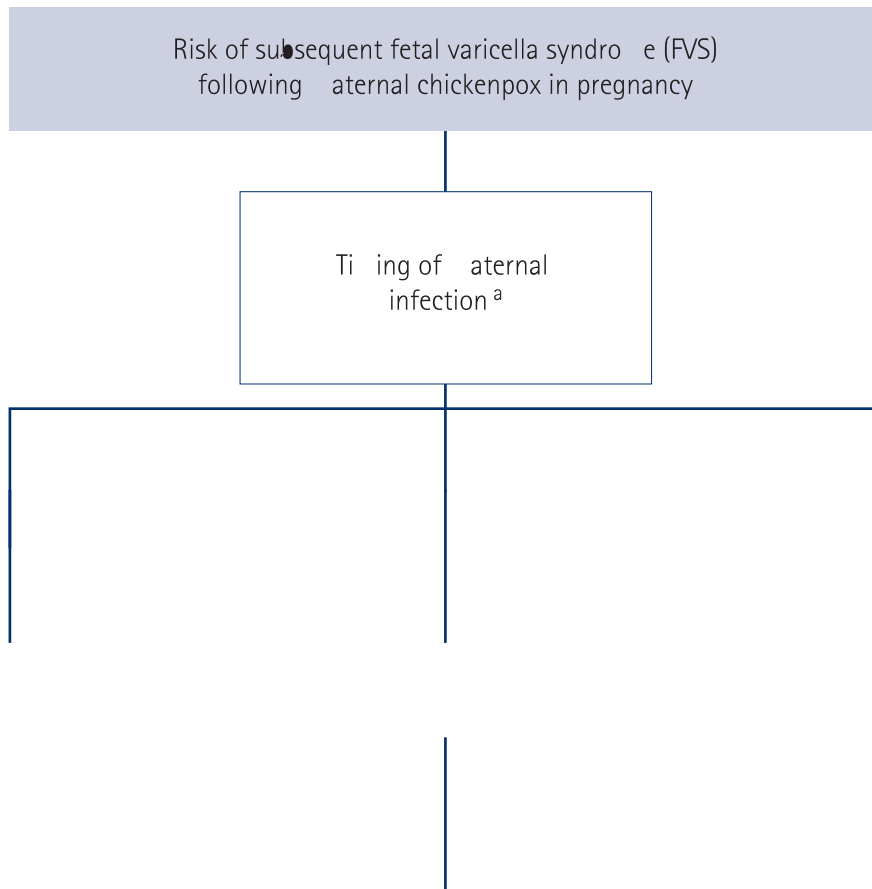 Risk of subsequent fetal varicella syndro e (FVS)
following aternal chickenpox in pregnancy
Ti ing of aternal
infection a